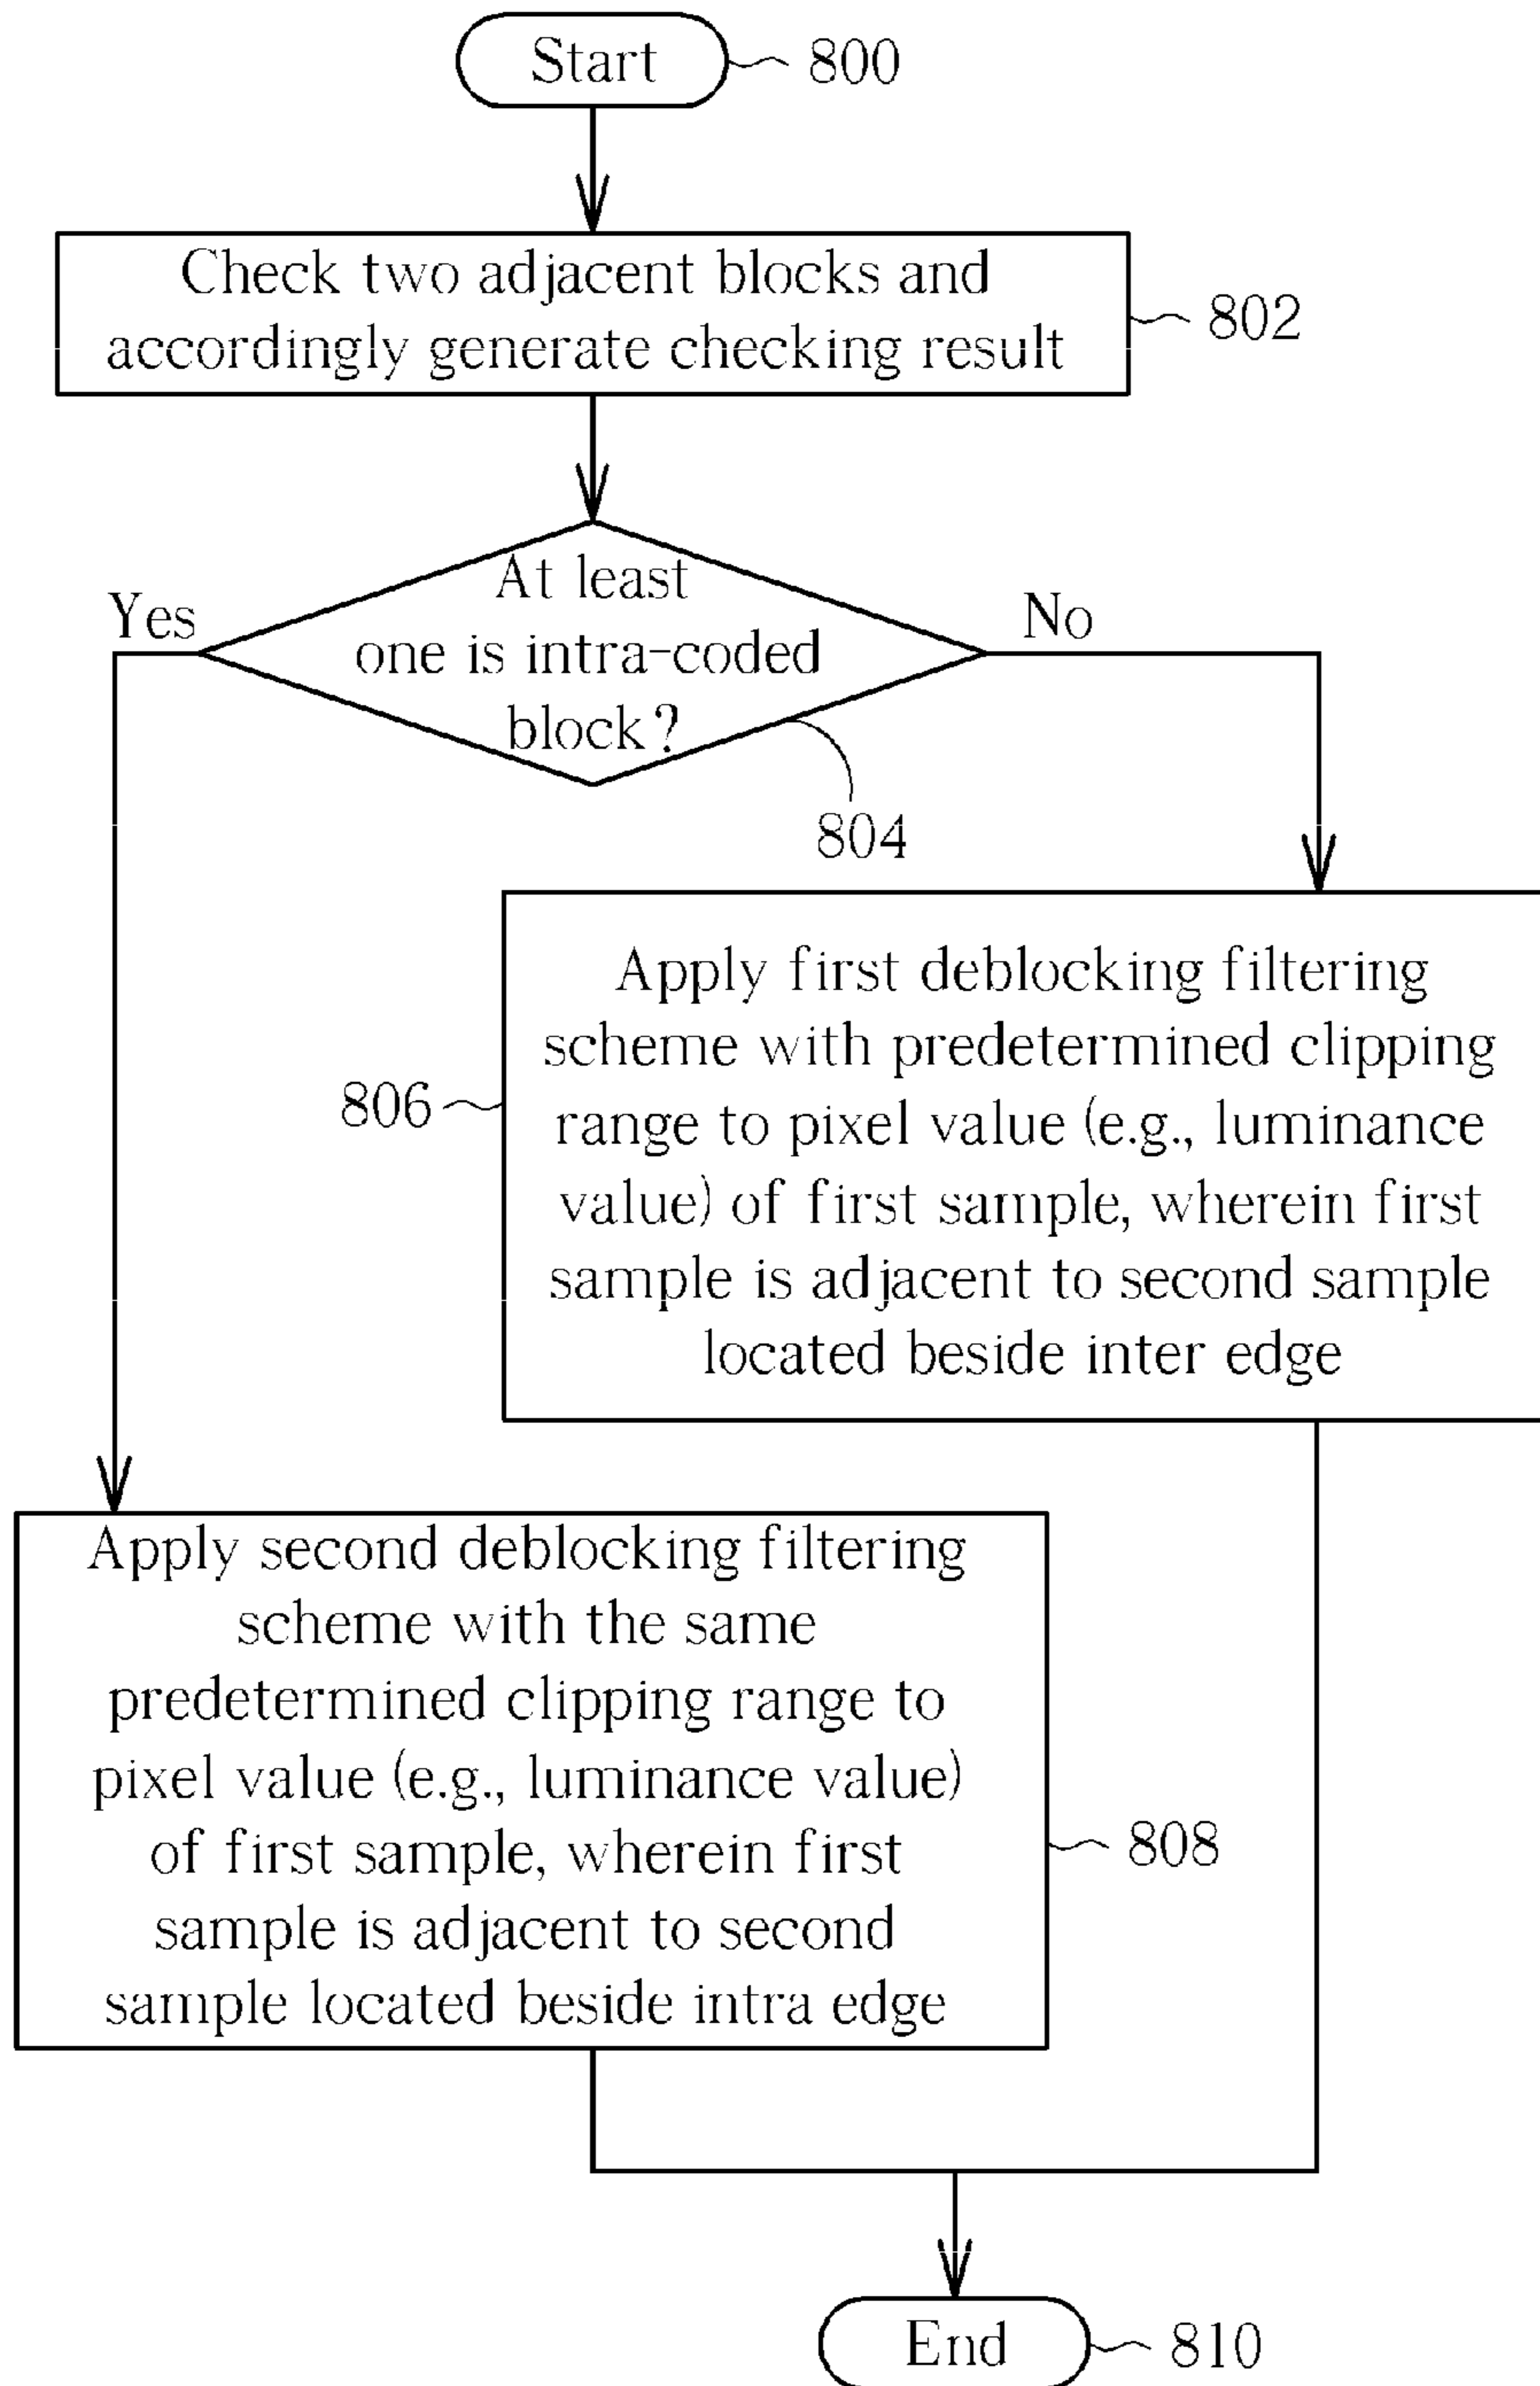 Start
800
Check two adjacent blocks and
accordingly generate checking result
802
At least
one is intra-coded
block?
Yes
No
804
Apply first deblocking filtering
scheme with predetermined clipping
range to pixel value (e.g., luminance
value) of first sample, wherein first
sample is adjacent to second sample
located beside inter edge
806
Apply second deblocking filtering
scheme with the same
predetermined clipping range to
pixel value (e.g., luminance value)
of first sample, wherein first
sample is adjacent to second
sample located beside intra edge
808
End
810